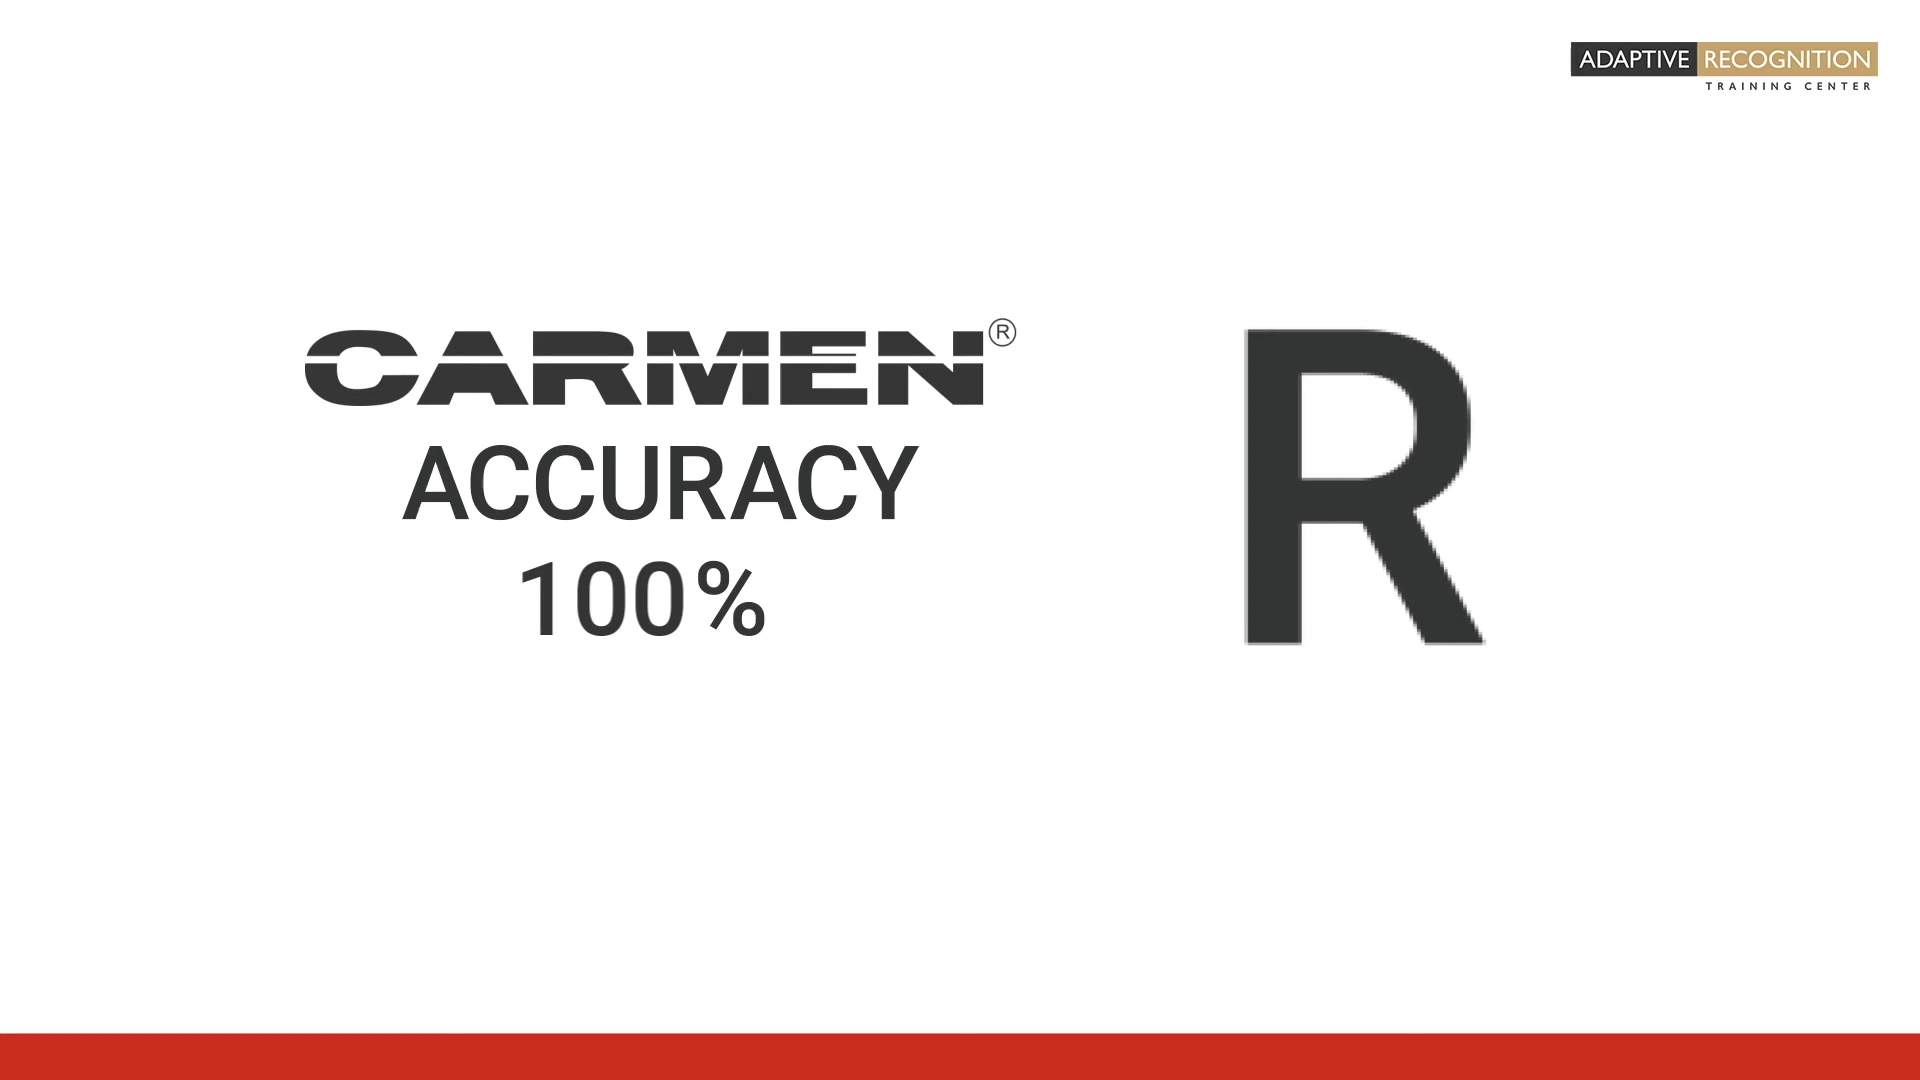 ADAPTIVE RECOGNITION
TRAINING CENTER
CARMEN®
ACCURACY
100%
R